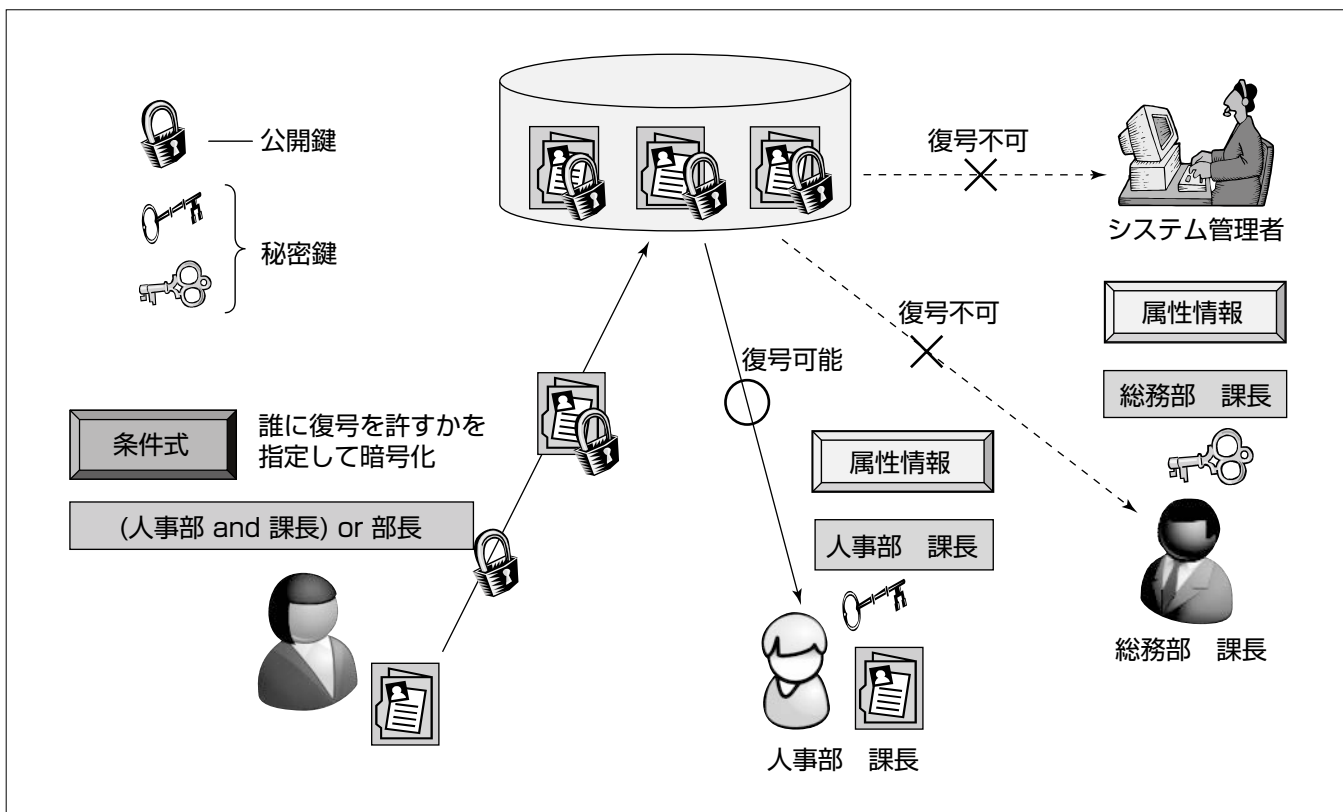 公開鍵
秘密鍵
復号不可
システム管理者
属性情報
総務部 課長
復号不可
復号可能
条件式
誰に復号を許すかを
指定して暗号化
(人事部 and 課長) or 部長
属性情報
人事部 課長
総務部 課長
人事部 課長